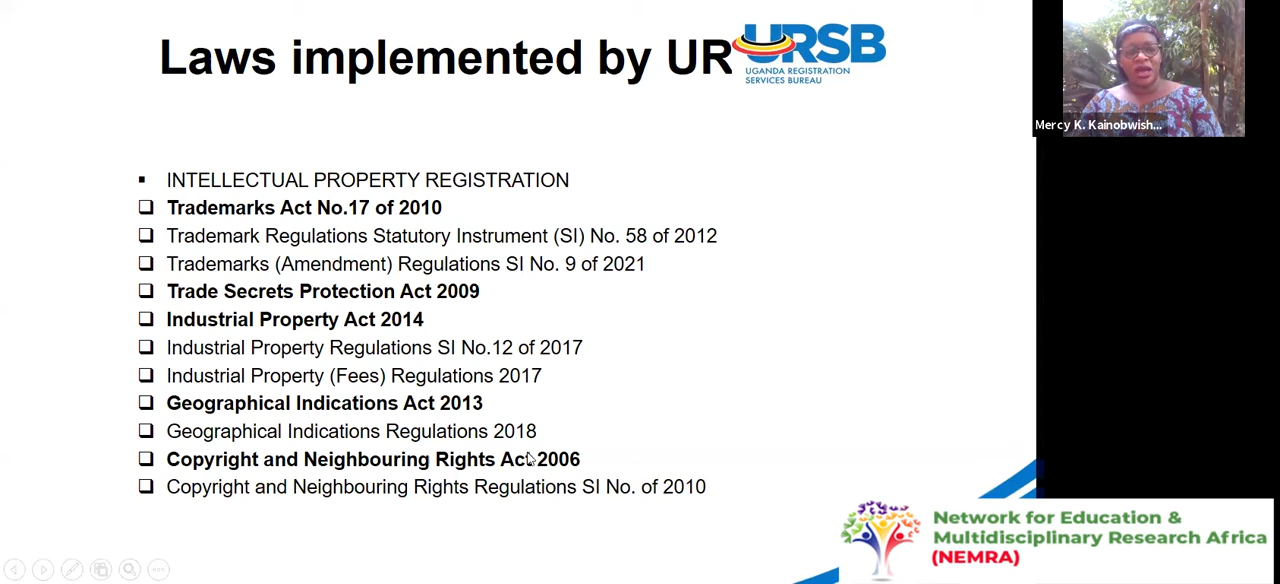 Laws implemented by UR
URSB
UGANDA REGISTRATION
SERVICES BUREAU
Mercy K. Kainobwish...
▪ INTELLECTUAL PROPERTY REGISTRATION
❑ Trademarks Act No.17 of 2010
❑ Trademark Regulations Statutory Instrument (SI) No. 58 of 2012
❑ Trademarks (Amendment) Regulations SI No. 9 of 2021
❑ Trade Secrets Protection Act 2009
❑ Industrial Property Act 2014
❑ Industrial Property Regulations SI No.12 of 2017
❑ Industrial Property (Fees) Regulations 2017
❑ Geographical Indications Act 2013
❑ Geographical Indications Regulations 2018
❑ Copyright and Neighbouring Rights Act 2006
❑ Copyright and Neighbouring Rights Regulations SI No. of 2010
Network for Education &
Multidisciplinary Research Africa
(NEMRA)